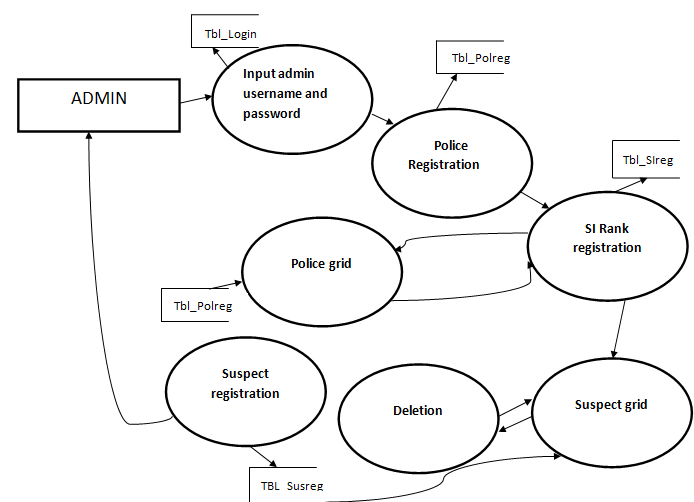 Tbl_Login
Tbl_Polreg
Input admin
username and
password
ADMIN
Police
Registration
Tbl_SIreg
SI Rank
registration
Police grid
Tbl_Polreg
Suspect
registration
Deletion
Suspect grid
TBL_Susreg